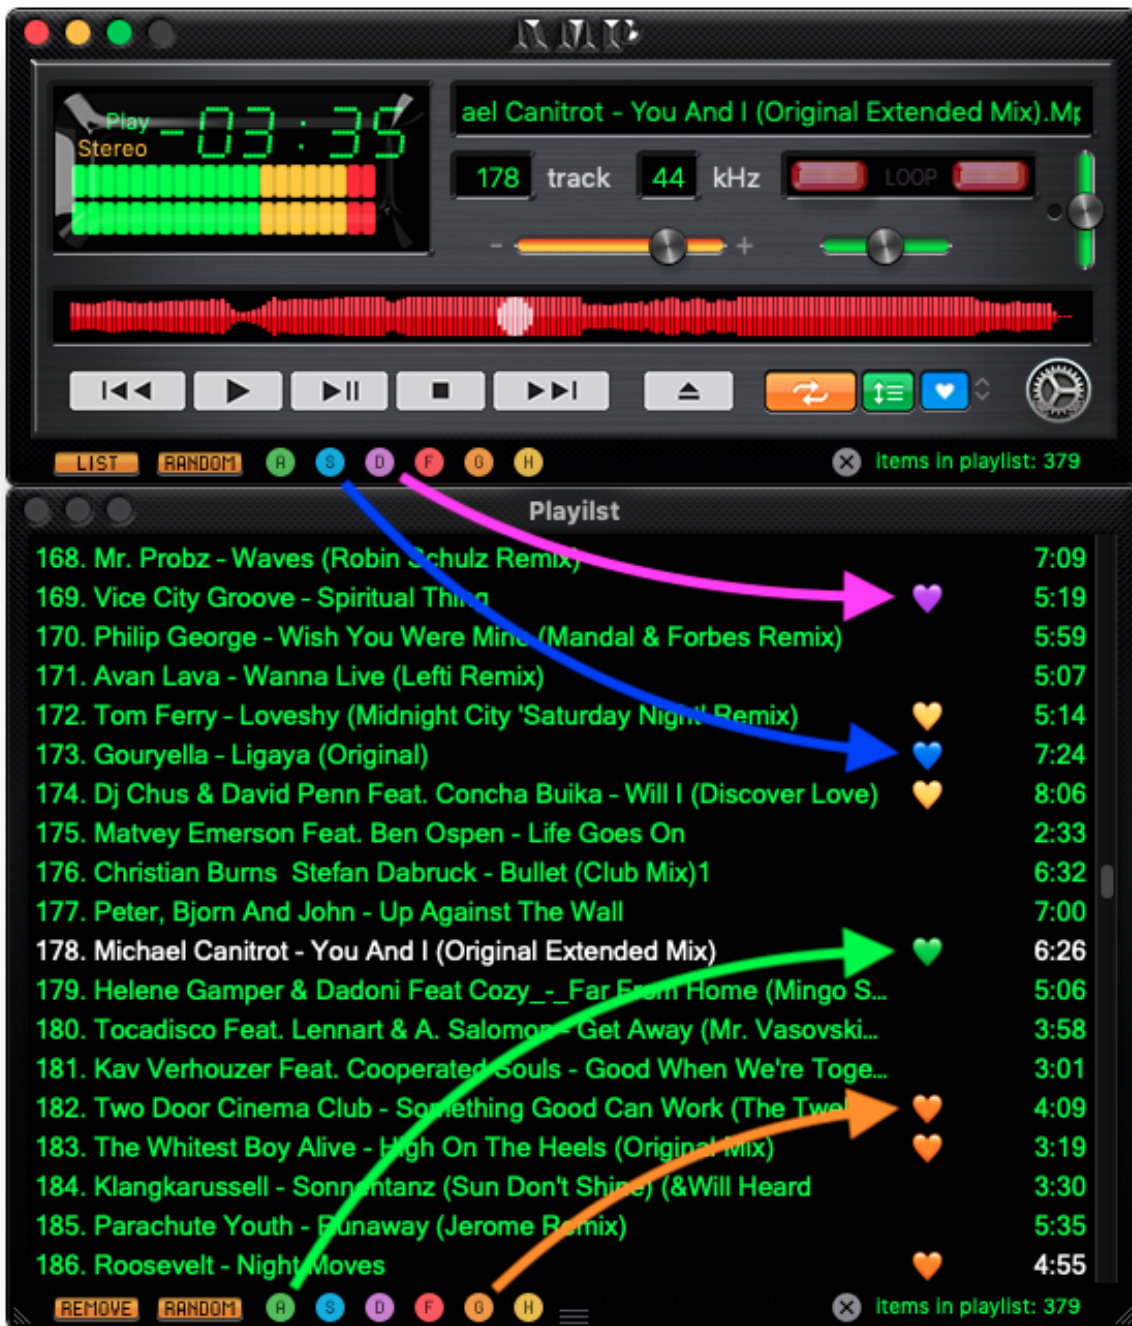 RMP
Play
-03:35
Stereo
ael Canitrot - You And I (Original Extended Mix).Mp
178 track 44 kHz LOOP
- +
LIST RANDOM A S D F G H items in playlist: 379
Playilst
168. Mr. Probz - Waves (Robin Schulz Remix) 7:09
169. Vice City Groove - Spiritual Thing 5:19
170. Philip George - Wish You Were Mine (Mandal & Forbes Remix) 5:59
171. Avan Lava - Wanna Live (Lefti Remix) 5:07
172. Tom Ferry - Loveshy (Midnight City 'Saturday Night' Remix) 5:14
173. Gouryella - Ligaya (Original) 7:24
174. Dj Chus & David Penn Feat. Concha Buika - Will I (Discover Love) 8:06
175. Matvey Emerson Feat. Ben Ospen - Life Goes On 2:33
176. Christian Burns  Stefan Dabruck - Bullet (Club Mix)1 6:32
177. Peter, Bjorn And John - Up Against The Wall 7:00
178. Michael Canitrot - You And I (Original Extended Mix) 6:26
179. Helene Gamper & Dadoni Feat Cozy_-_Far From Home (Mingo S... 5:06
180. Tocadisco Feat. Lennart & A. Salomon - Get Away (Mr. Vasovski... 3:58
181. Kav Verhouzer Feat. Cooperated Souls - Good When We're Toge... 3:01
182. Two Door Cinema Club - Something Good Can Work (The Twel 4:09
183. The Whitest Boy Alive - High On The Heels (Original Mix) 3:19
184. Klangkarussell - Sonnentanz (Sun Don't Shine) (&Will Heard 3:30
185. Parachute Youth - Runaway (Jerome Remix) 5:35
186. Roosevelt - Night Moves 4:55
REMOVE RANDOM A S D F G H items in playlist: 379